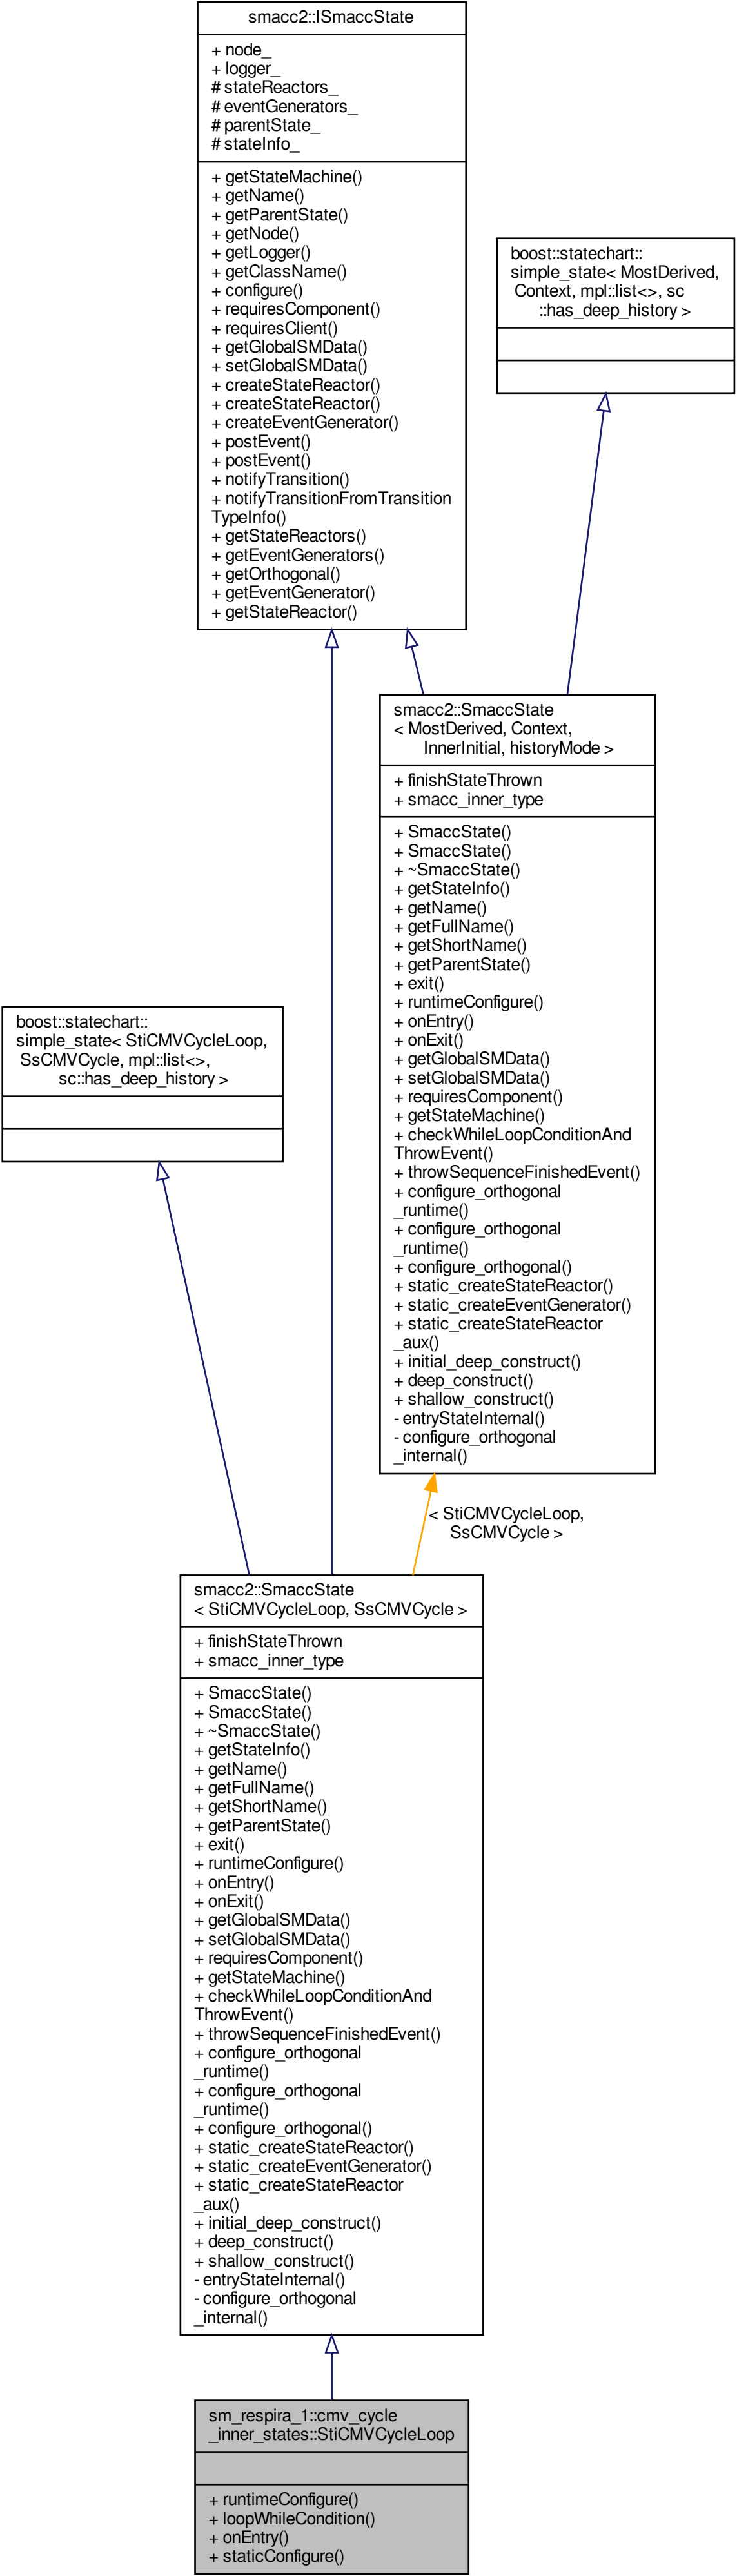 smacc2::ISmaccState
+ node_
+ logger_
# stateReactors_
# eventGenerators_
# parentState_
# stateInfo_
+ getStateMachine()
+ getName()
+ getParentState()
+ getNode()
+ getLogger()
+ getClassName()
+ configure()
+ requiresComponent()
+ requiresClient()
+ getGlobalSMData()
+ setGlobalSMData()
+ createStateReactor()
+ createStateReactor()
+ createEventGenerator()
+ postEvent()
+ postEvent()
+ notifyTransition()
+ notifyTransitionFromTransition
TypeInfo()
+ getStateReactors()
+ getEventGenerators()
+ getOrthogonal()
+ getEventGenerator()
+ getStateReactor()
boost::statechart::
simple_state< MostDerived,
Context, mpl::list<>, sc
::has_deep_history >
smacc2::SmaccState
< MostDerived, Context,
InnerInitial, historyMode >
+ finishStateThrown
+ smacc_inner_type
+ SmaccState()
+ SmaccState()
+ ~SmaccState()
+ getStateInfo()
+ getName()
+ getFullName()
+ getShortName()
+ getParentState()
+ exit()
+ runtimeConfigure()
+ onEntry()
+ onExit()
+ getGlobalSMData()
+ setGlobalSMData()
+ requiresComponent()
+ getStateMachine()
+ checkWhileLoopConditionAnd
ThrowEvent()
+ throwSequenceFinishedEvent()
+ configure_orthogonal
_runtime()
+ configure_orthogonal
_runtime()
+ configure_orthogonal()
+ static_createStateReactor()
+ static_createEventGenerator()
+ static_createStateReactor
_aux()
+ initial_deep_construct()
+ deep_construct()
+ shallow_construct()
- entryStateInternal()
- configure_orthogonal
_internal()
boost::statechart::
simple_state< StiCMVCycleLoop,
SsCMVCycle, mpl::list<>,
sc::has_deep_history >
< StiCMVCycleLoop,
SsCMVCycle >
smacc2::SmaccState
< StiCMVCycleLoop, SsCMVCycle >
+ finishStateThrown
+ smacc_inner_type
+ SmaccState()
+ SmaccState()
+ ~SmaccState()
+ getStateInfo()
+ getName()
+ getFullName()
+ getShortName()
+ getParentState()
+ exit()
+ runtimeConfigure()
+ onEntry()
+ onExit()
+ getGlobalSMData()
+ setGlobalSMData()
+ requiresComponent()
+ getStateMachine()
+ checkWhileLoopConditionAnd
ThrowEvent()
+ throwSequenceFinishedEvent()
+ configure_orthogonal
_runtime()
+ configure_orthogonal
_runtime()
+ configure_orthogonal()
+ static_createStateReactor()
+ static_createEventGenerator()
+ static_createStateReactor
_aux()
+ initial_deep_construct()
+ deep_construct()
+ shallow_construct()
- entryStateInternal()
- configure_orthogonal
_internal()
sm_respira_1::cmv_cycle
_inner_states::StiCMVCycleLoop
+ runtimeConfigure()
+ loopWhileCondition()
+ onEntry()
+ staticConfigure()